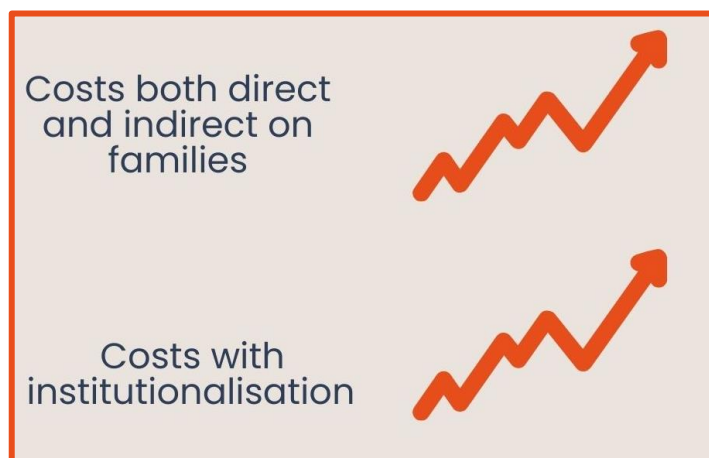 Costs both direct
and indirect on
families
Costs with
institutionalisation